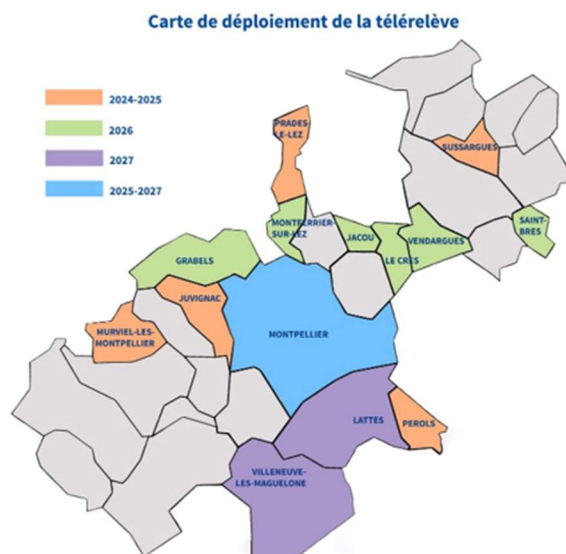 Carte de déploiement de la télérelève
2024-2025
2026
2027
2025-2027
PRADES
-LE-LEZ
SUSSARGUES
MONTFERRIER
-SUR-LEZ
JACOU
LE CRES
VENDARGUES
SAINT-
BRES
GRABELS
JUVIGNAC
MURVIEL-LES-
MONTPELLIER
MONTPELLIER
LATTES
PEROLS
VILLENEUVE-
LES-MAGUELONE